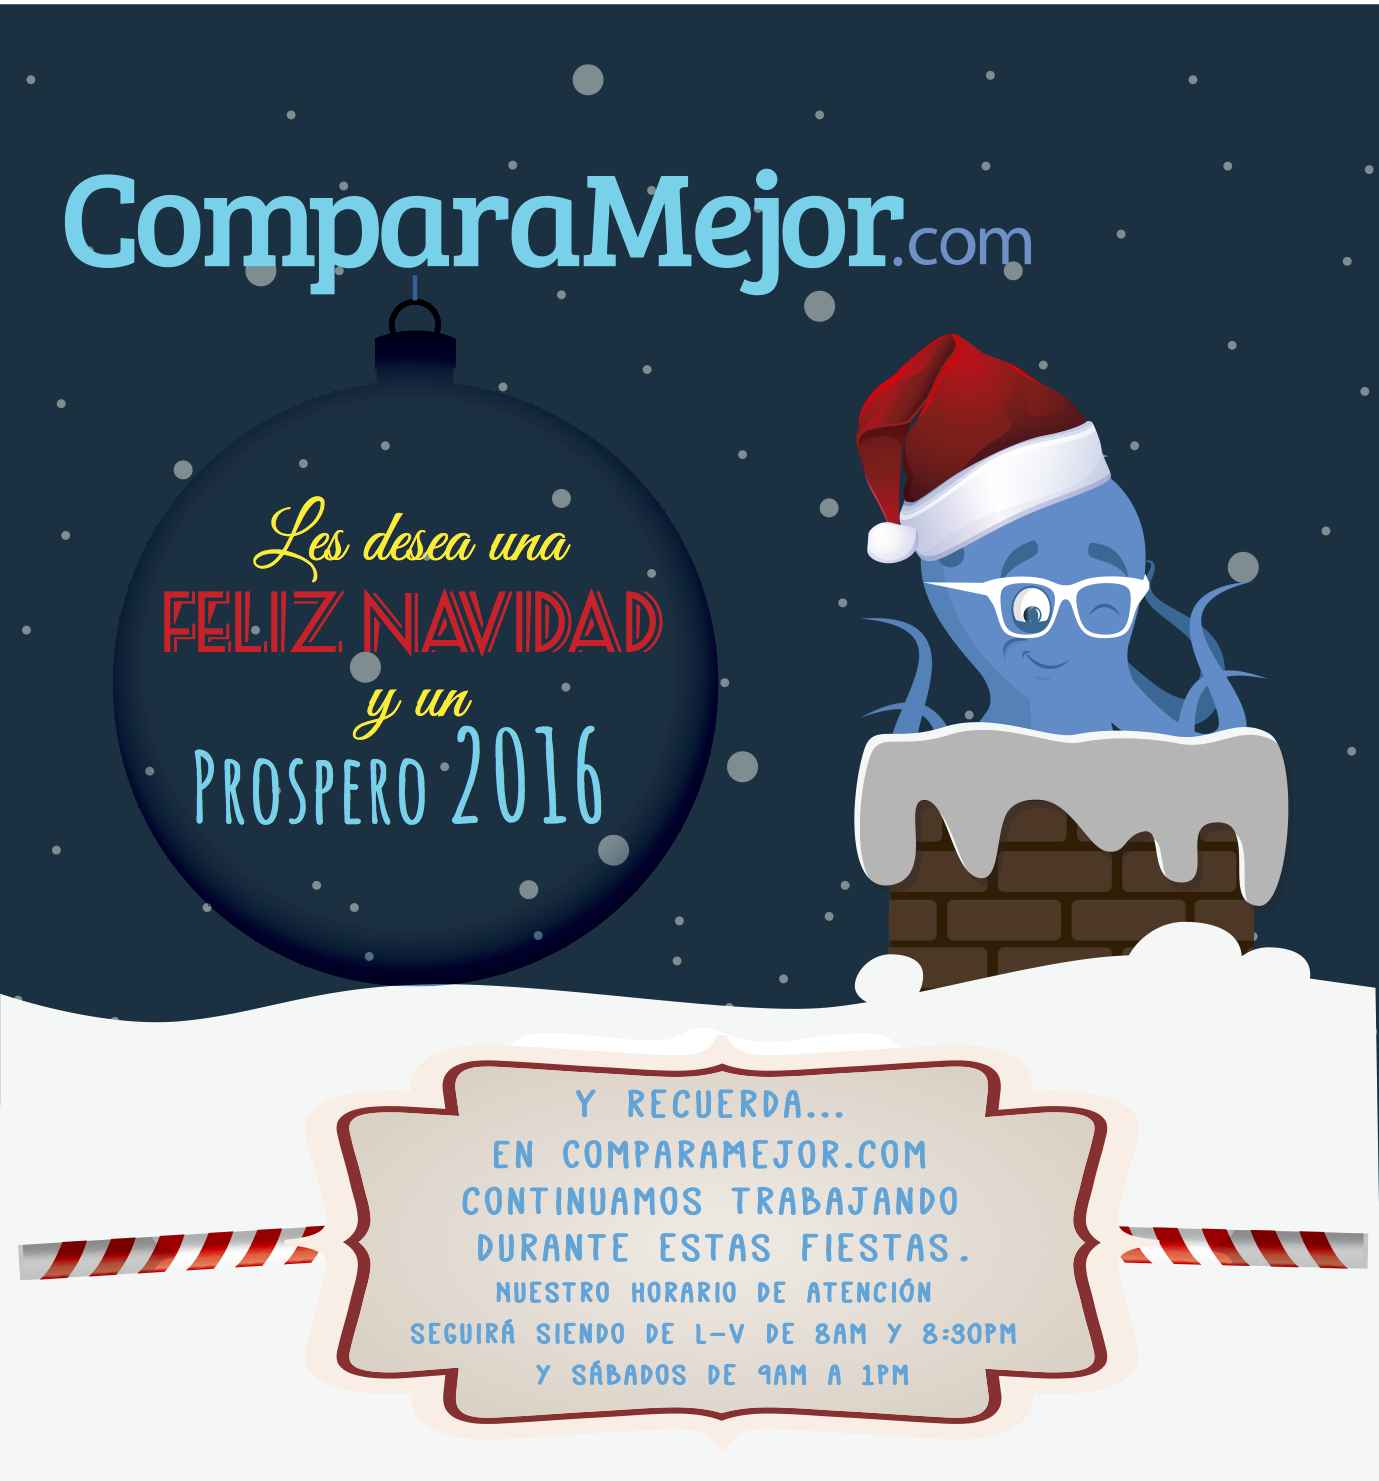 ComparaMejor.com
Les desea una
FELIZ NAVIDAD
y un
PROSPERO 2016
Y RECUERDA...
EN COMPARAMEJOR.COM
CONTINUAMOS TRABAJANDO
DURANTE ESTAS FIESTAS.
NUESTRO HORARIO DE ATENCIÓN
SEGUIRÁ SIENDO DE L-V DE 8AM Y 8:30PM
Y SÁBADOS DE 9AM A 1PM